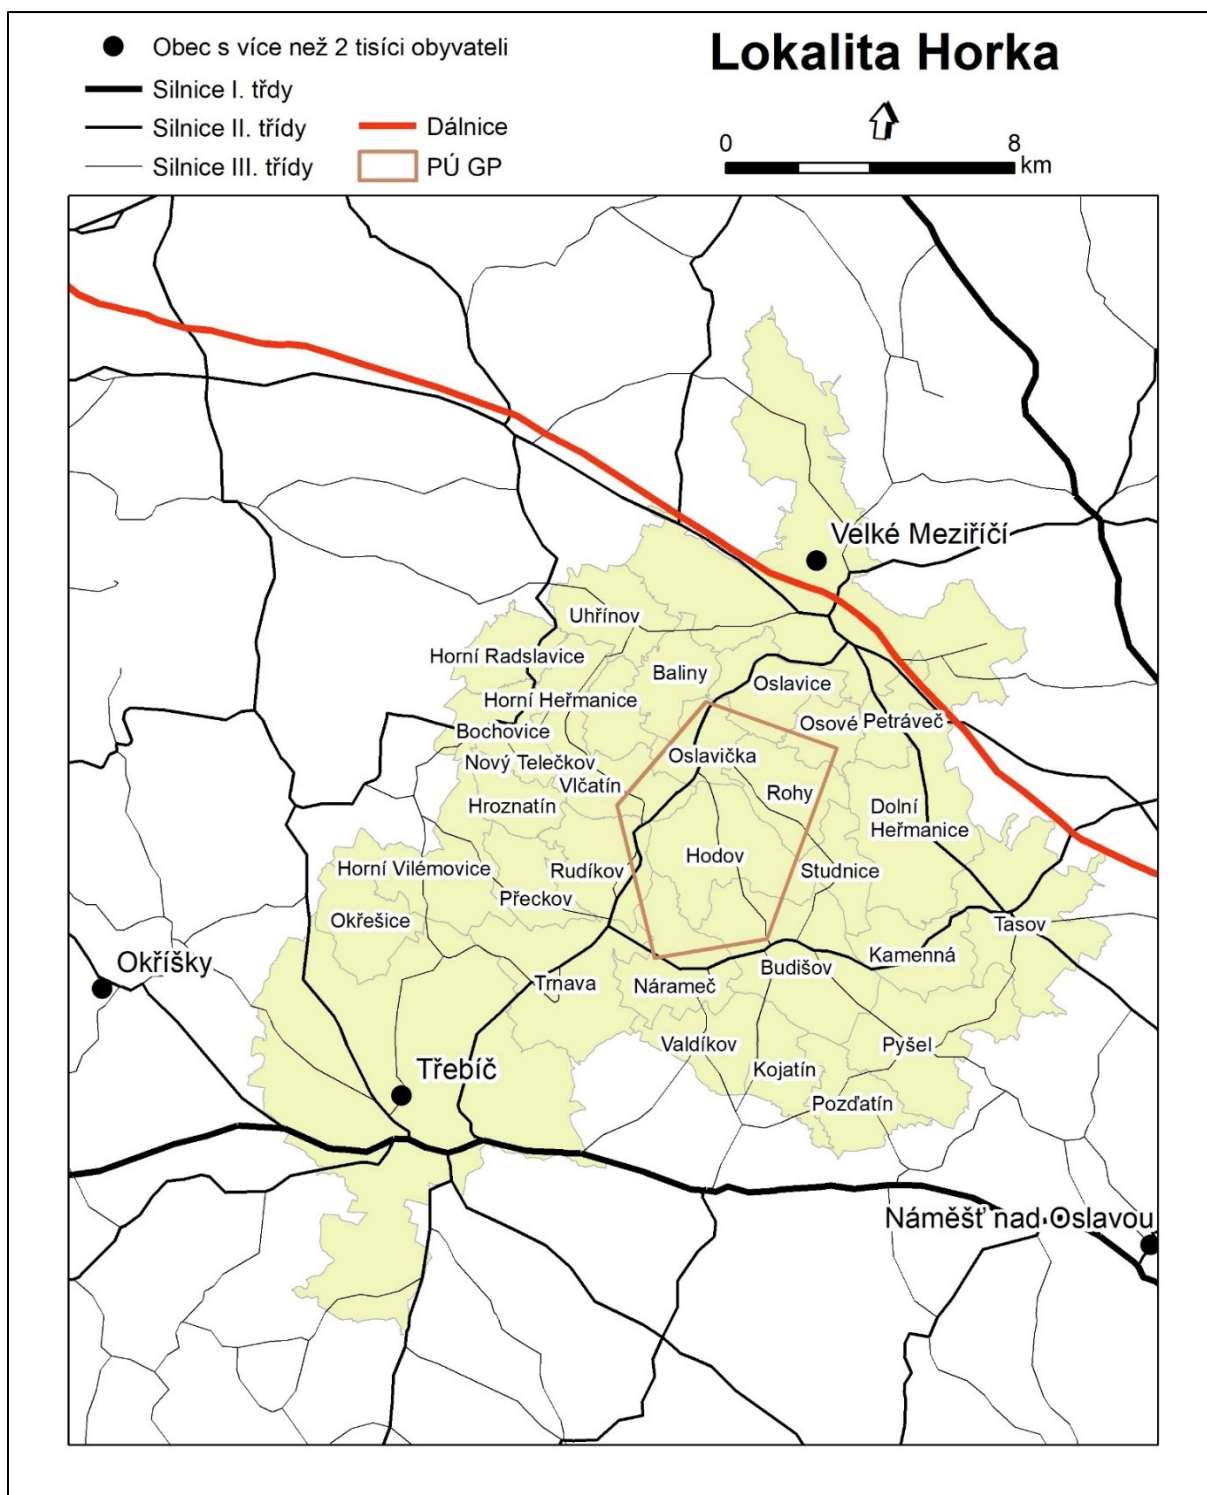 Obec s více než 2 tisíci obyvateli
Lokalita Horka
Silnice I. třdy
Silnice II. třídy
Dálnice
Silnice III. třídy
PÚ GP
0
8
km
Velké Meziříčí
Uhřínov
Horní Radslavice
Baliny
Oslavice
Horní Heřmanice
Osové
Petráveč
Bochovice
Oslavička
Nový Telečkov
Vlčatín
Rohy
Hroznatín
Dolní
Heřmanice
Hodov
Horní Vilémovice
Rudíkov
Studnice
Přeckov
Okřešice
Tasov
Okříšky
Kamenná
Budišov
Trnava
Nárameč
Valdíkov
Pyšel
Třebíč
Kojatín
Pozďatín
Náměšť nad Oslavou